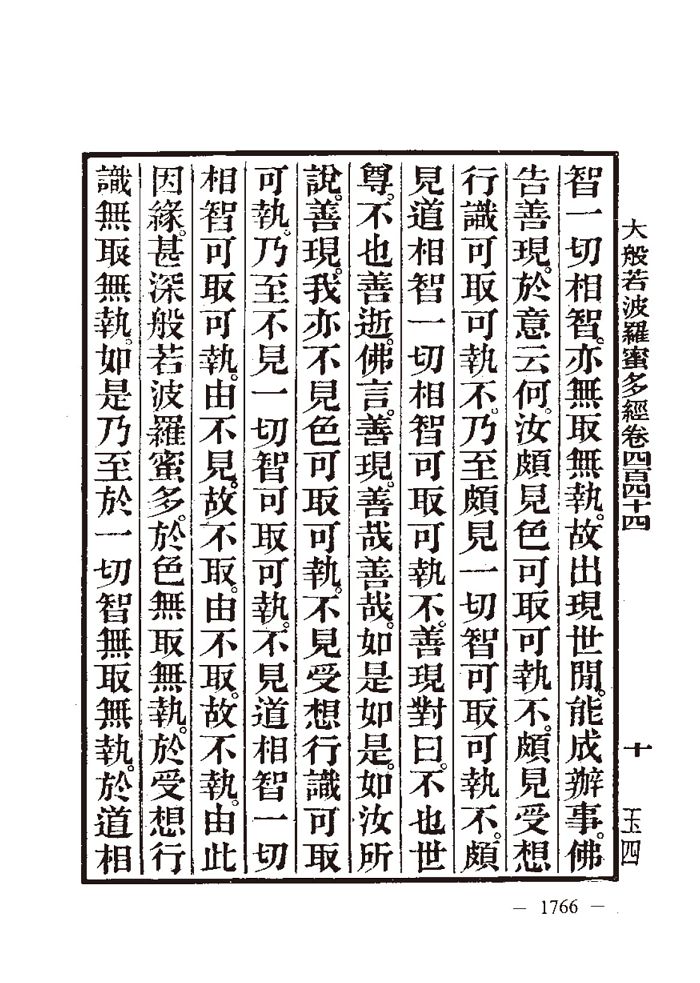 大般若波羅蜜多經卷四百四十四
十
玉四
智一切相智。亦無取無執。故出現世閒。能成辦事。佛
告善現。於意云何。汝頗見色可取可執不。頗見受想
行識可取可執不。乃至頗見一切智可取可執不。頗
見道相智一切相智可取可執不。善現對曰。不也世
尊。不也善逝。佛言。善現。善哉善哉。如是如是。如汝所
說。善現。我亦不見色可取可執。不見受想行識可取
可執。乃至不見一切智可取可執。不見道相智一切
相智可取可執。由不見。故不取。由不取。故不執。由此
因緣。甚深般若波羅蜜多。於色無取無執。於受想行
識無取無執。如是乃至於一切智無取無執。於道相
— 1766 —